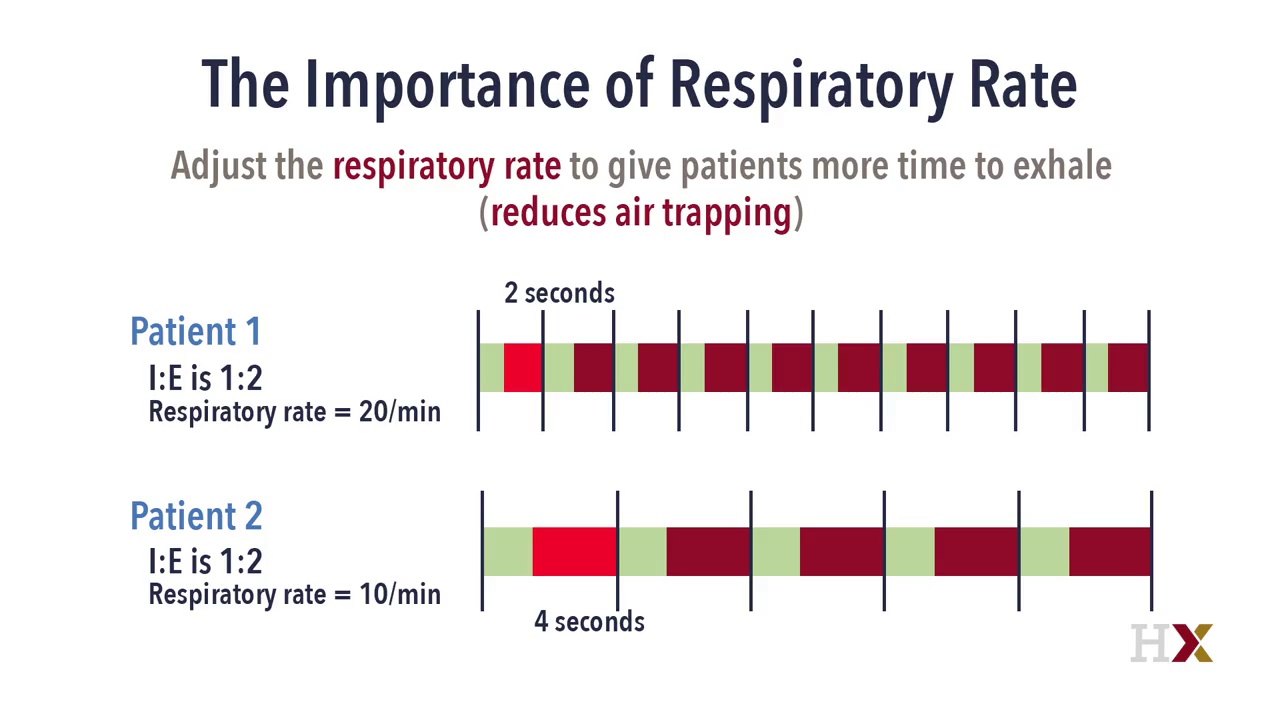 The Importance of Respiratory Rate
Adjust the respiratory rate to give patients more time to exhale
(reduces air trapping)
2 seconds
Patient 1
I:E is 1:2
Respiratory rate = 20/min
Patient 2
I:E is 1:2
Respiratory rate = 10/min
4 seconds
HX